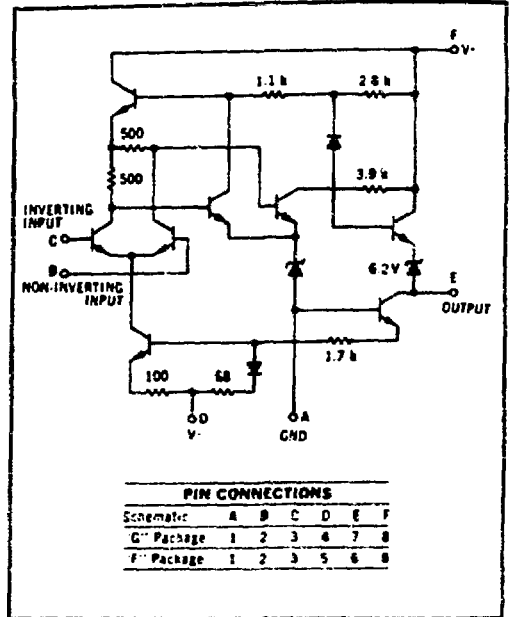 F
V-
1.1 k
2.8 k
500
3.9 k
500
INVERTING
INPUT
C
6.2V
B
E
NON-INVERTING
INPUT
OUTPUT
1.7 k
100
68
D
V-
A
GND
PIN CONNECTIONS
Schematic A B C D E F
"G" Package 1 2 3 4 7 8
"F" Package 1 2 3 5 6 8